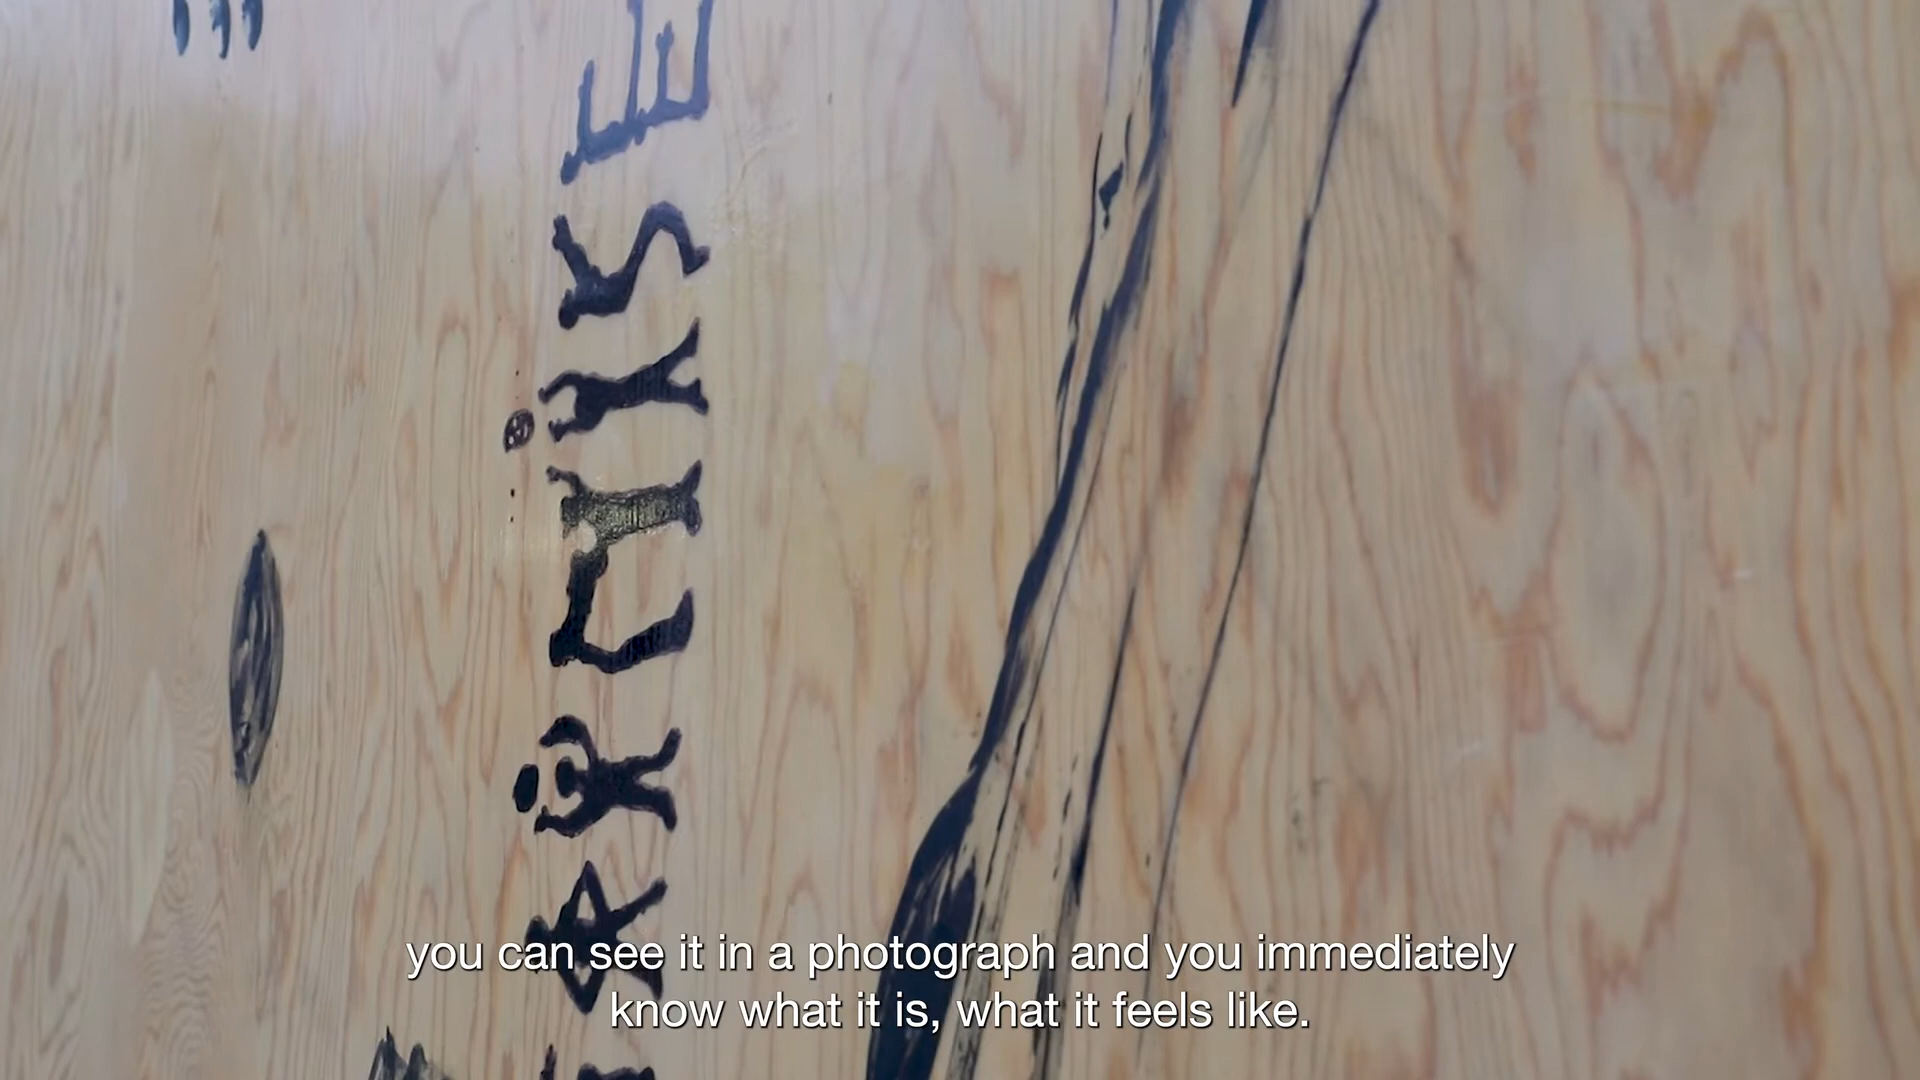 you can see it in a photograph and you immediately
know what it is, what it feels like.